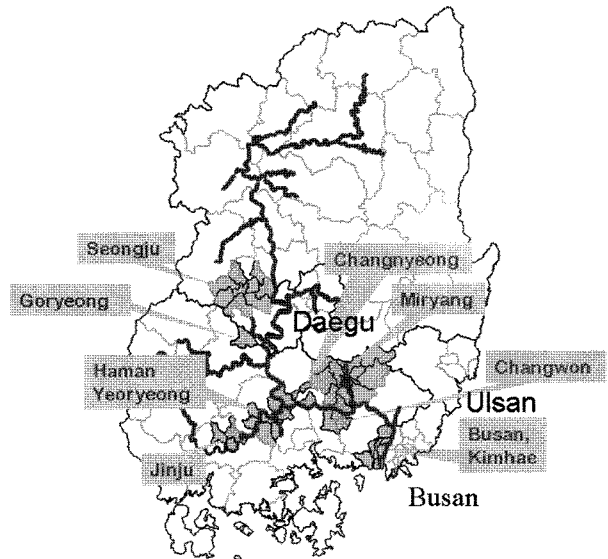 Seongju
Changnyeong
Goryeong
Miryang
Daegu
Haman
Yeoryeong
Changwon
Ulsan
Busan,
Kimhae
Jinju
Busan